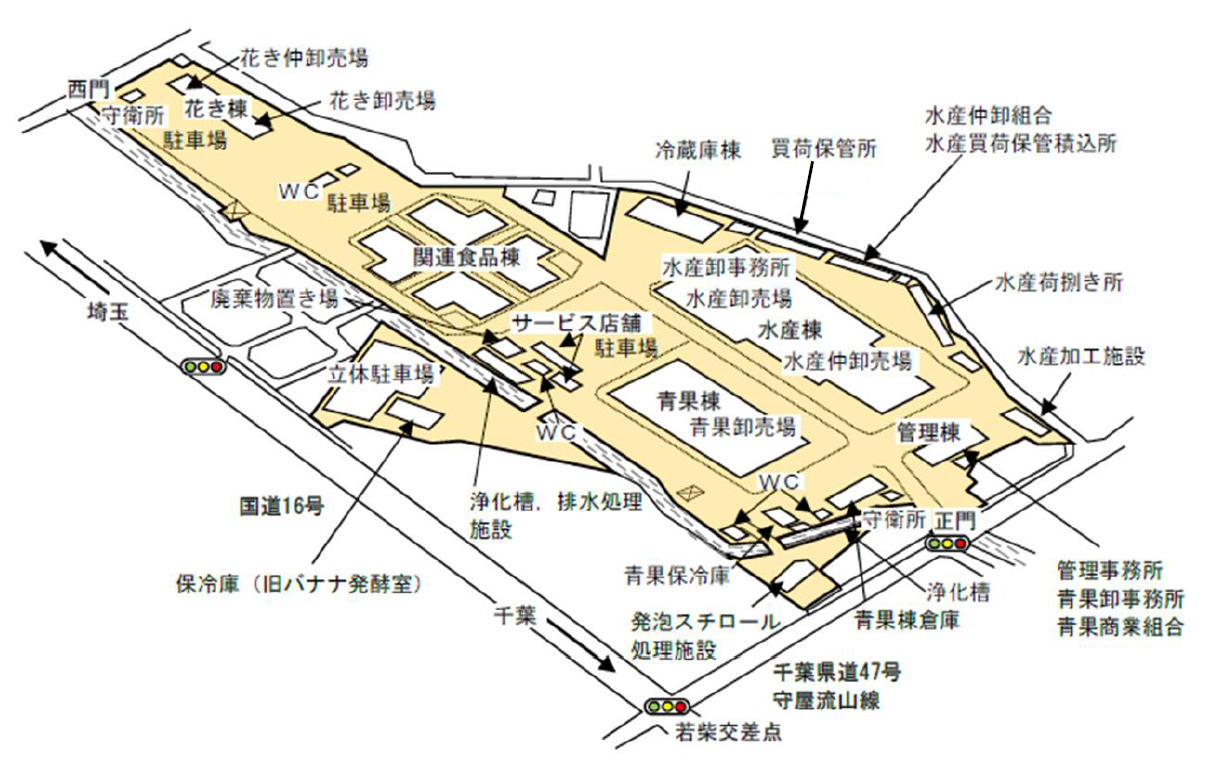 花き仲卸売場
西門
守衛所
花き棟
花き卸売場
駐車場
水産仲卸組合
水産買荷保管積込所
冷蔵庫棟
買荷保管所
WC
駐車場
関連食品棟
水産卸事務所
水産卸売場
水産荷捌き所
廃棄物置き場
埼玉
サービス店舗
駐車場
水産棟
水産仲卸売場
水産加工施設
立体駐車場
青果棟
青果卸売場
WC
管理棟
WC
国道16号
浄化槽,排水処理
施設
守衛所
正門
保冷庫(旧バナナ発酵室)
青果保冷庫
浄化槽
管理事務所
青果卸事務所
青果商業組合
千葉
発泡スチロール
処理施設
青果棟倉庫
千葉県道47号
守屋流山線
若柴交差点